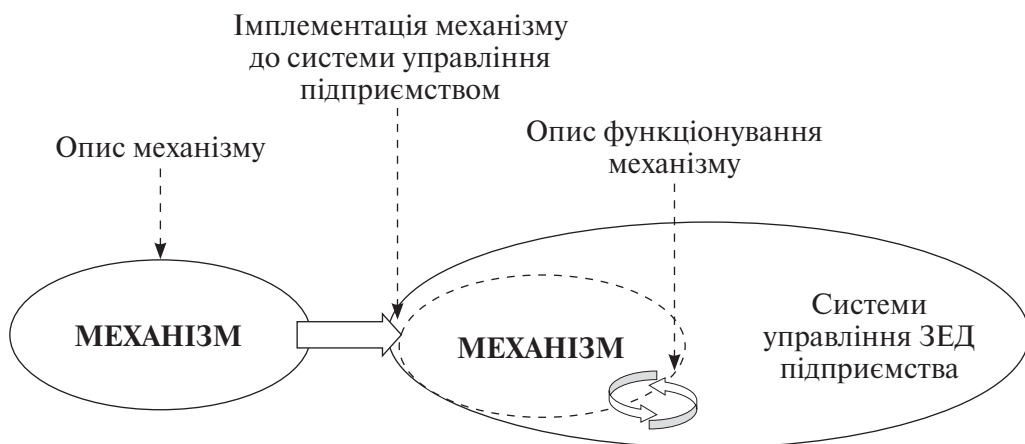 Імплементація механізму
до системи управління
підприємством
Опис механізму
Опис функціонування
механізму
МЕХАНІЗМ
МЕХАНІЗМ
Системи
управління ЗЕД
підприємства